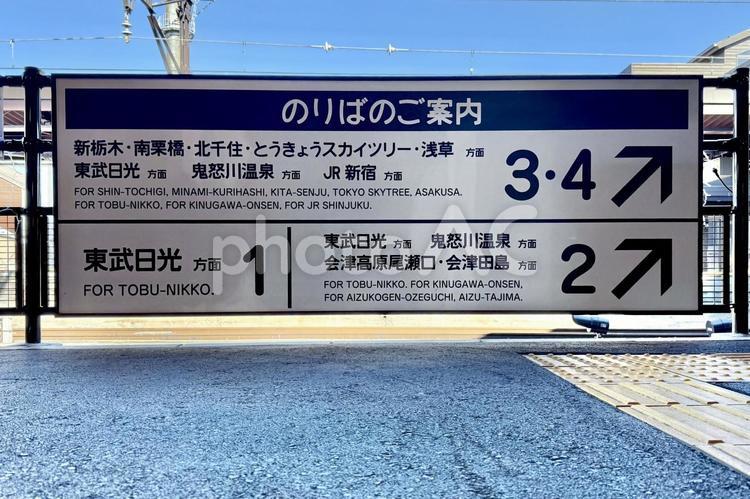 のりばのご案内
新栃木・南栗橋・北千住・とうきょうスカイツリー・浅草 方面
東武日光 方面 鬼怒川温泉 方面 JR新宿 方面
FOR SHIN-TOCHIGI, MINAMI-KURIHASHI, KITA-SENJU, TOKYO SKYTREE, ASAKUSA.
FOR TOBU-NIKKO, FOR KINUGAWA-ONSEN, FOR JR SHINJUKU.
3・4
東武日光 方面
FOR TOBU-NIKKO.
1
東武日光 方面 鬼怒川温泉 方面
会津高原尾瀬口・会津田島 方面
FOR TOBU-NIKKO. FOR KINUGAWA-ONSEN,
FOR AIZUKOGEN-OZEGUCHI, AIZU-TAJIMA.
2
photoAC